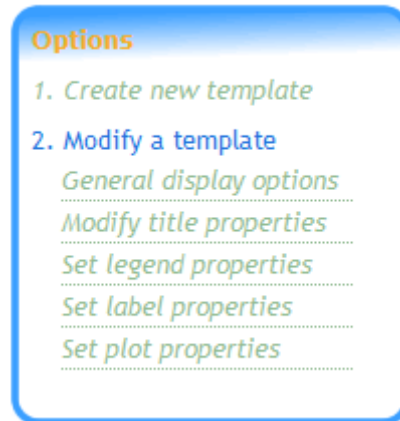 Options
1. Create new template
2. Modify a template
General display options
Modify title properties
Set legend properties
Set label properties
Set plot properties